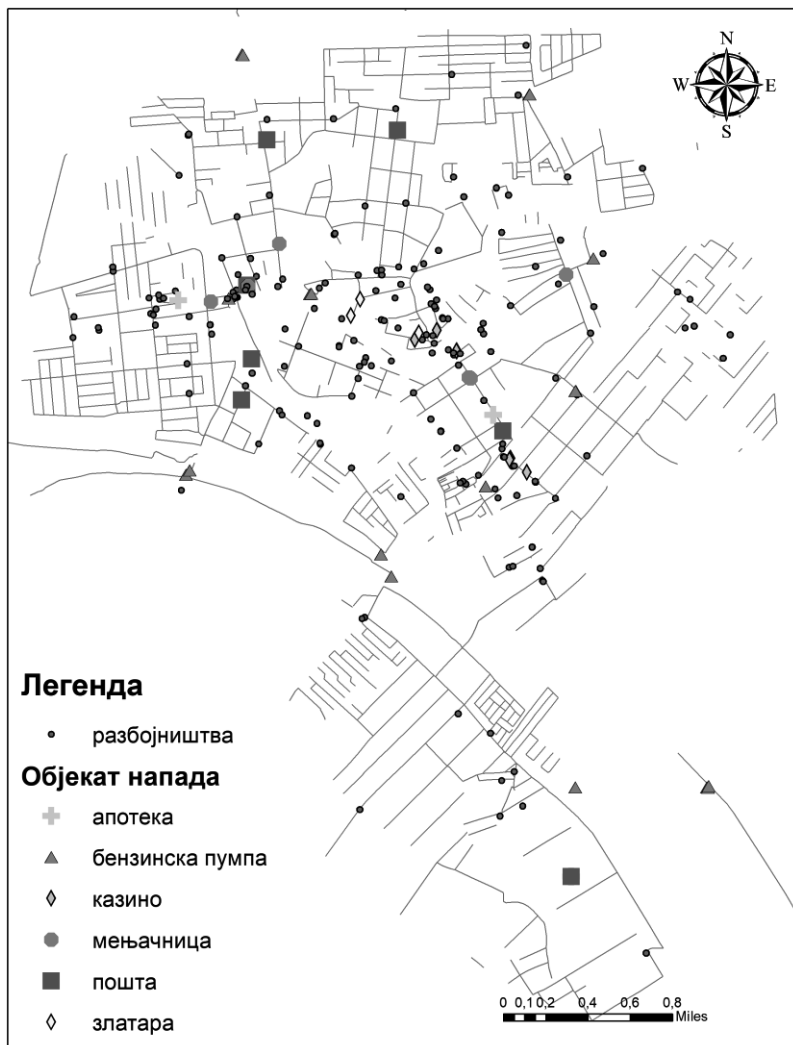 N
W E
S
Легенда
разбојништва
Објекат напада
апотека
бензинска пумпа
казино
мењачница
пошта
златара
0 0,1 0,2 0,4 0,6 0,8
Miles